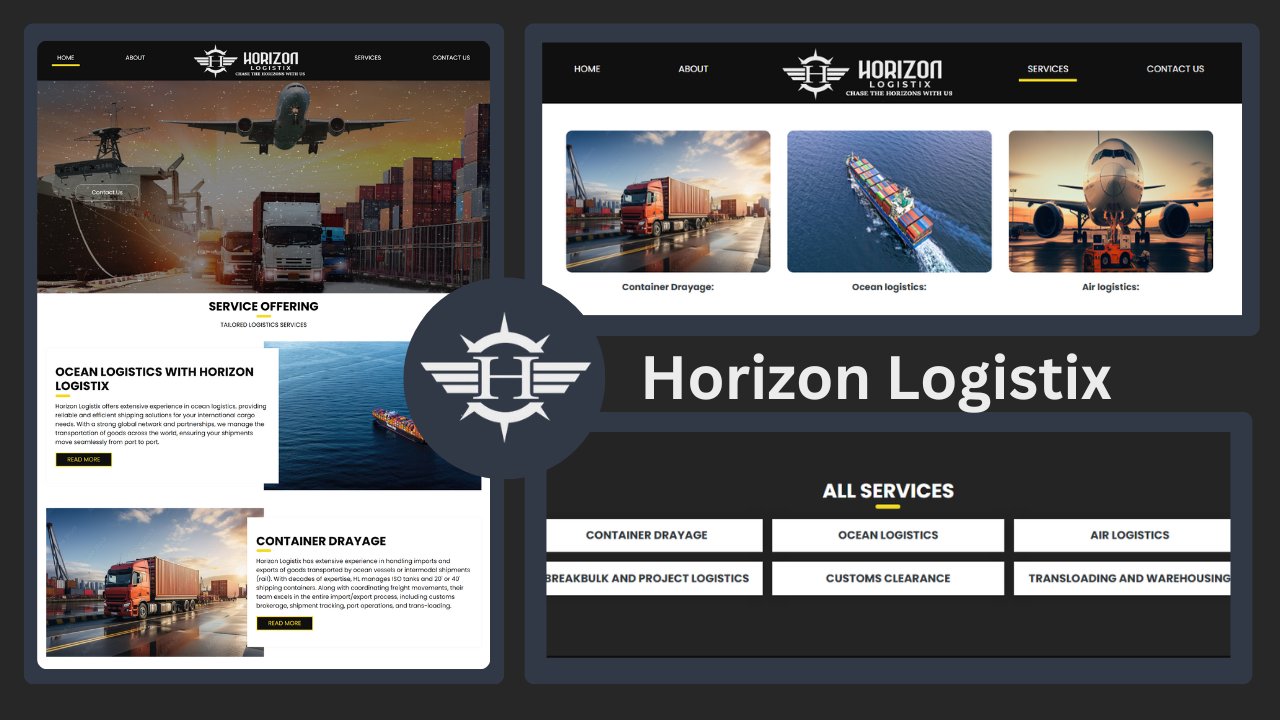 HOME
ABOUT
HORIZON
LOGISTIX
CHASE THE HORIZONS WITH US
SERVICES
CONTACT US
Contact Us
SERVICE OFFERING
TAILORED LOGISTICS SERVICES
OCEAN LOGISTICS WITH HORIZON
LOGISTIX
Horizon Logistix offers extensive experience in ocean logistics, providing
reliable and efficient shipping solutions for your international cargo
needs. With a strong global network and partnerships, we manage the
transportation of goods across the world, ensuring your shipments
move seamlessly from port to port.
READ MORE
CONTAINER DRAYAGE
Horizon Logistix has extensive experience in handling imports and
exports of goods transported by ocean vessels or intermodal shipments
(rail). With decades of expertise, HL manages ISO tanks and 20' or 40'
shipping containers. Along with coordinating freight movements, their
team excels in the entire import/export process, including customs
brokerage, shipment tracking, port operations, and trans-loading.
READ MORE
HOME
ABOUT
H
HORIZON
LOGISTIX
CHASE THE HORIZONS WITH US
SERVICES
CONTACT US
Container Drayage:
Ocean logistics:
Air logistics:
H
Horizon Logistix
ALL SERVICES
CONTAINER DRAYAGE
OCEAN LOGISTICS
AIR LOGISTICS
BREAKBULK AND PROJECT LOGISTICS
CUSTOMS CLEARANCE
TRANSLOADING AND WAREHOUSING